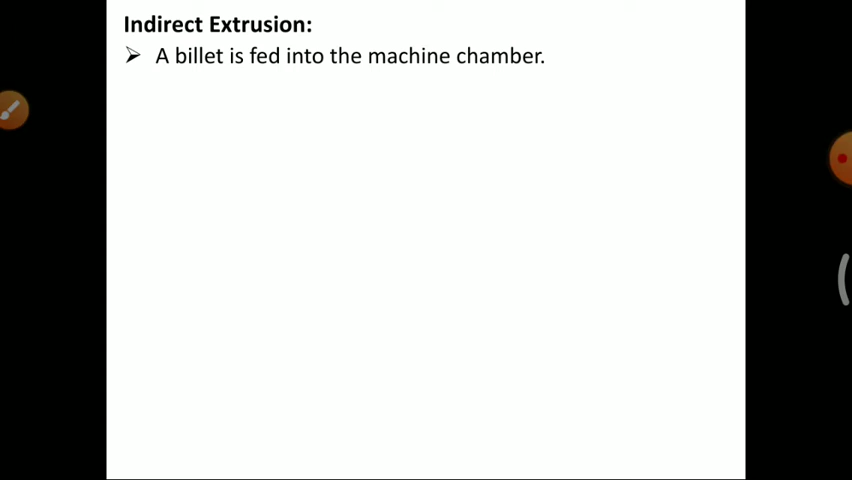 Indirect Extrusion:
➢ A billet is fed into the machine chamber.